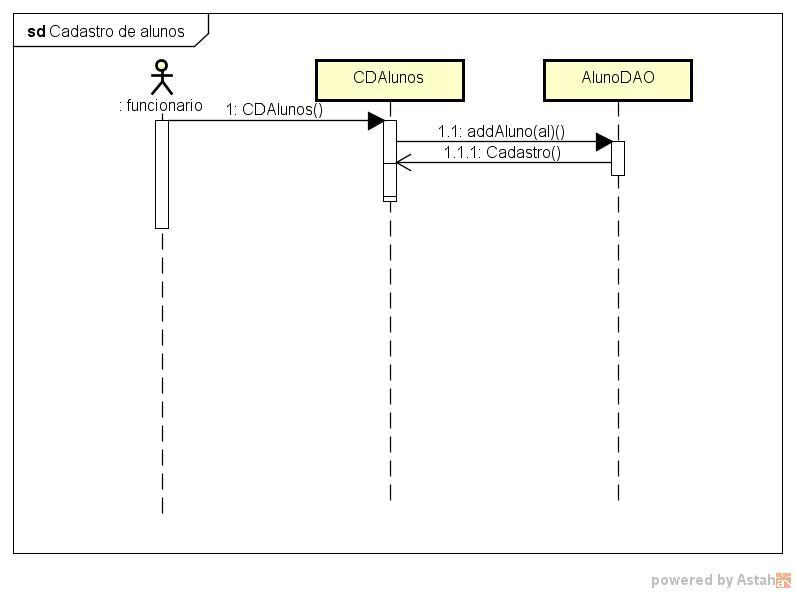 sd Cadastro de alunos
: funcionario
CDAlunos
AlunoDAO
1: CDAlunos()
1.1: addAluno(al)()
1.1.1: Cadastro()
powered by Astah